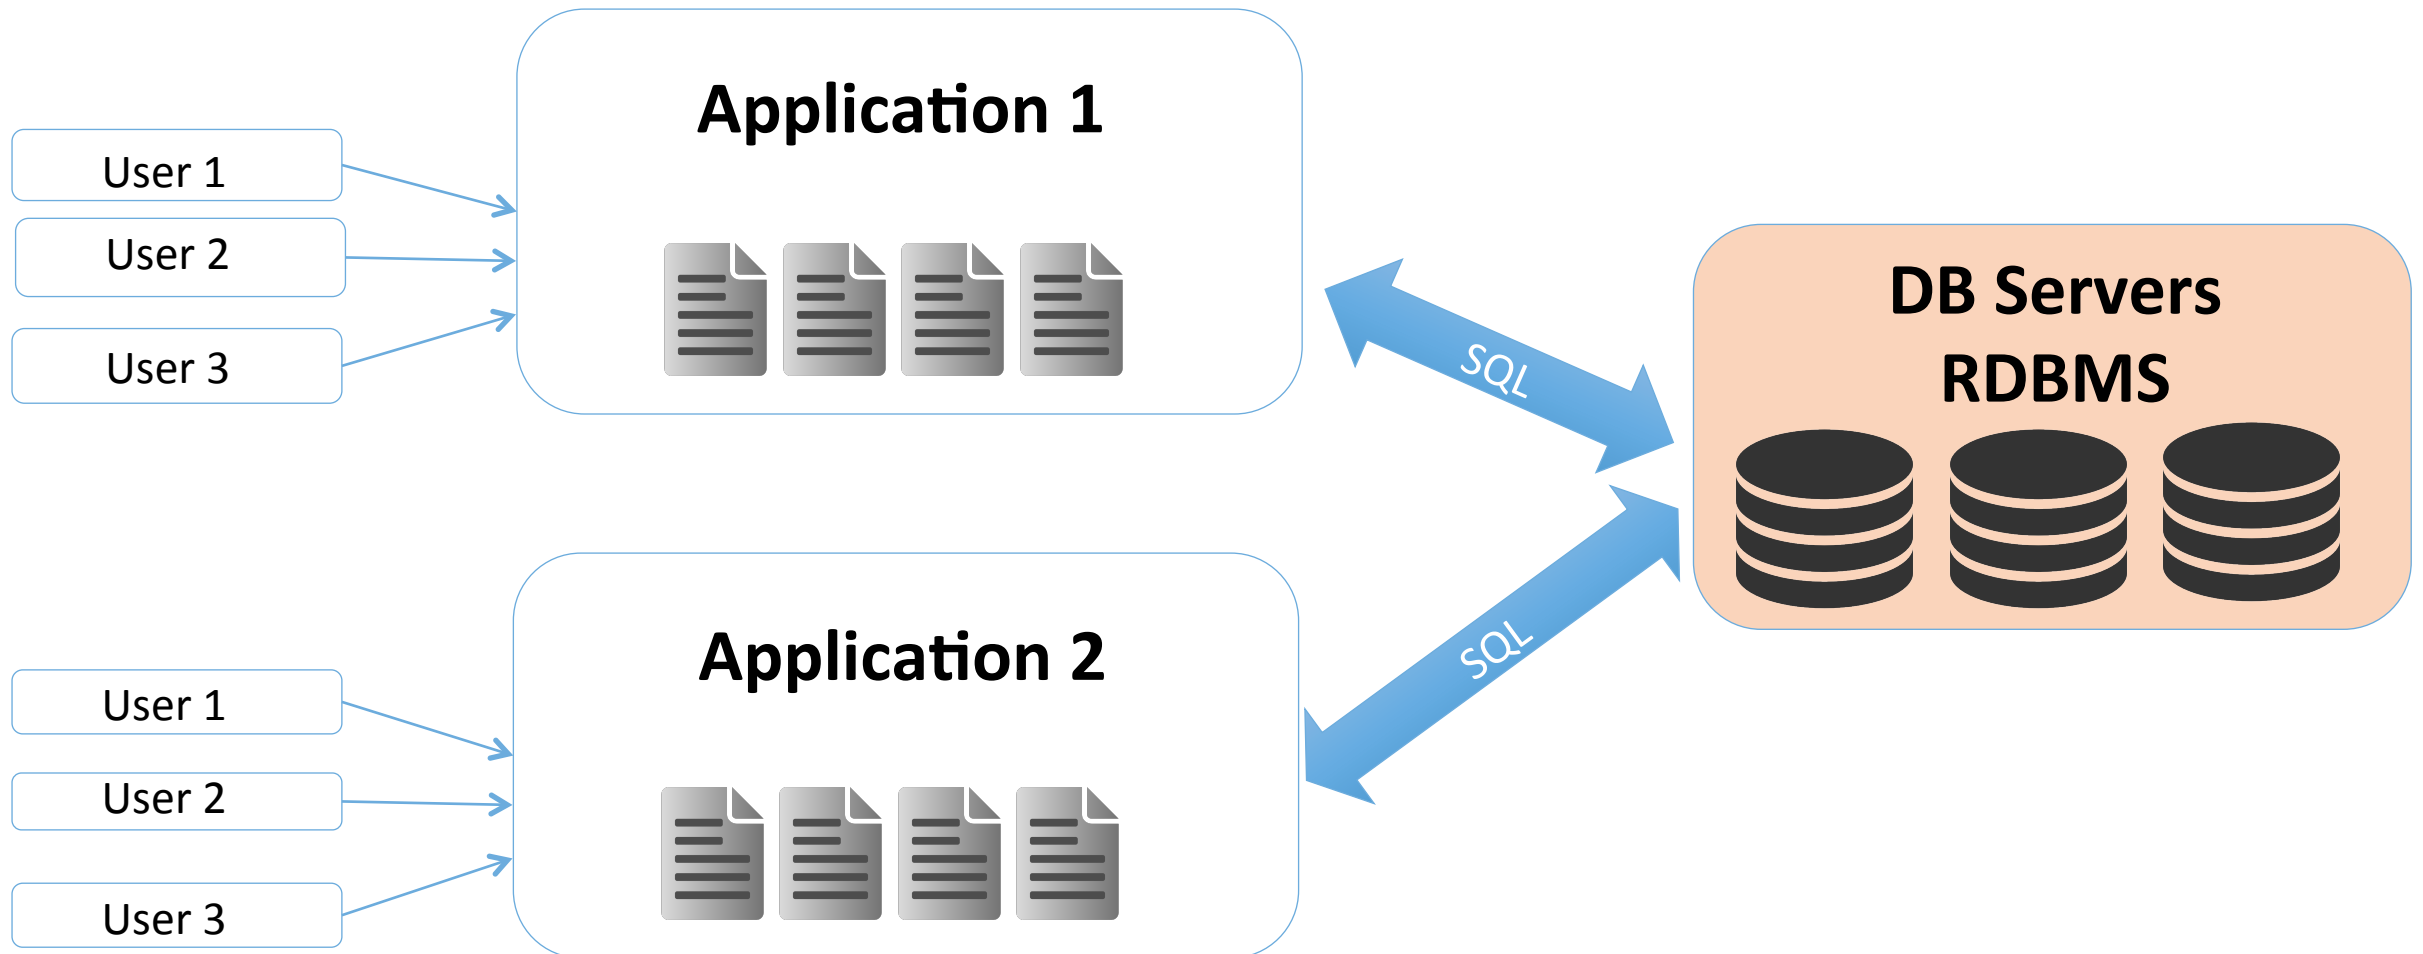 Application 1
User 1
User 2
User 3
SQL
DB Servers
RDBMS
Application 2
User 1
User 2
User 3
SQL